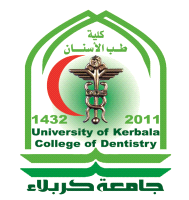 كلية
طب الأسنان
1432 2011
University of Kerbala
College of Dentistry
جامعة كربلاء